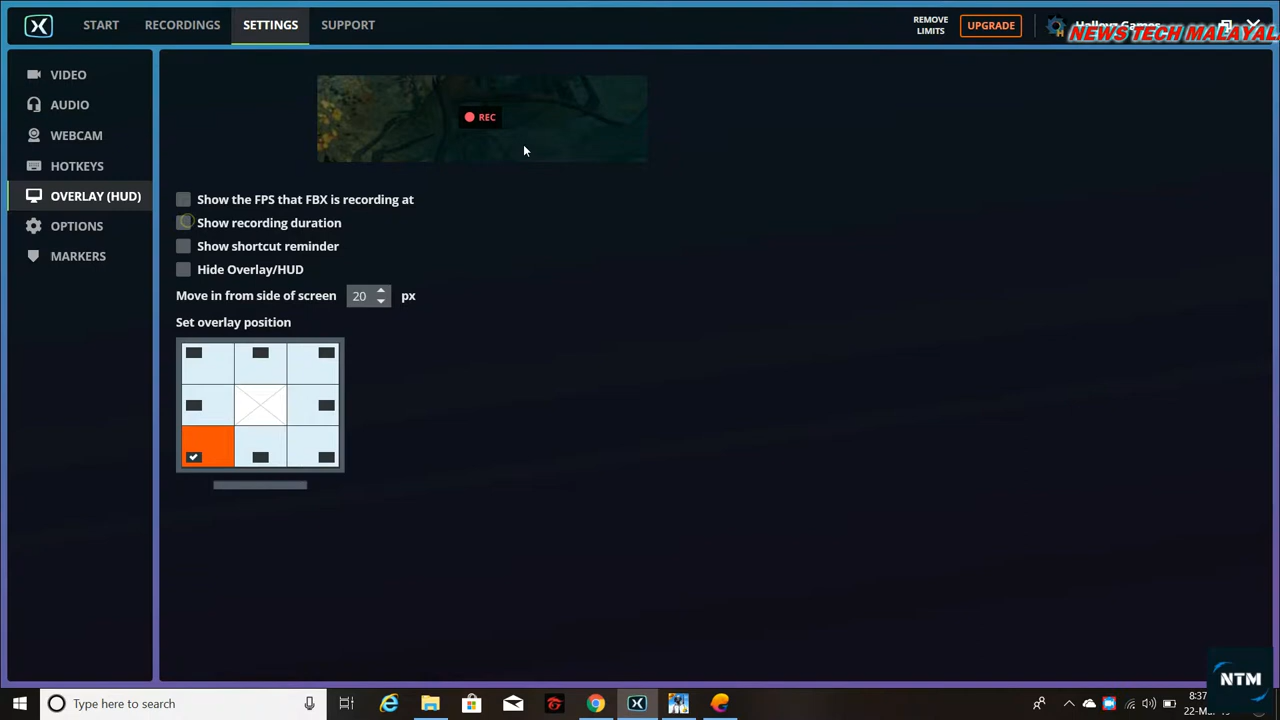 START
RECORDINGS
SETTINGS
SUPPORT
REMOVE
LIMITS
UPGRADE
NEWS TECH MALAYAL
VIDEO
AUDIO
WEBCAM
HOTKEYS
OVERLAY (HUD)
OPTIONS
MARKERS
REC
Show the FPS that FBX is recording at
Show recording duration
Show shortcut reminder
Hide Overlay/HUD
Move in from side of screen 20 px
Set overlay position
NTM
Type here to search
8:37